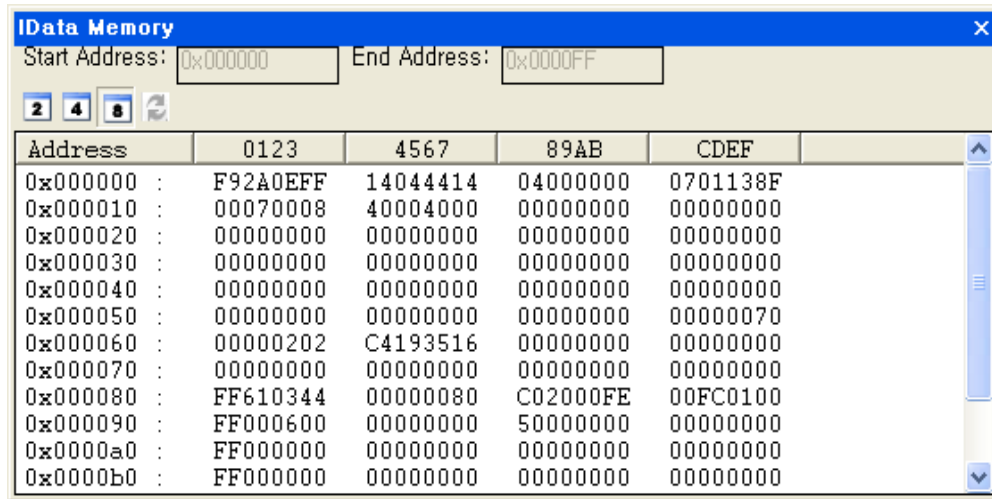 IData Memory
Start Address: 0x000000 End Address: 0x0000FF
2 4 8
Address 0123 4567 89AB CDEF
0x000000 : F92A0EFF 14044414 04000000 0701138F
0x000010 : 00070008 40004000 00000000 00000000
0x000020 : 00000000 00000000 00000000 00000000
0x000030 : 00000000 00000000 00000000 00000000
0x000040 : 00000000 00000000 00000000 00000000
0x000050 : 00000000 00000000 00000000 00000070
0x000060 : 00000202 C4193516 00000000 00000000
0x000070 : 00000000 00000000 00000000 00000000
0x000080 : FF610344 00000080 C02000FE 00FC0100
0x000090 : FF000600 00000000 50000000 00000000
0x0000a0 : FF000000 00000000 00000000 00000000
0x0000b0 : FF000000 00000000 00000000 00000000